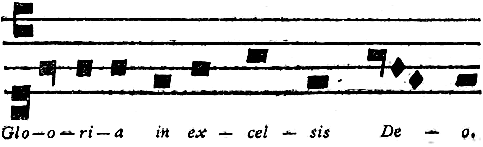 Glo—o—ri—a in ex — cel — sis De — o.